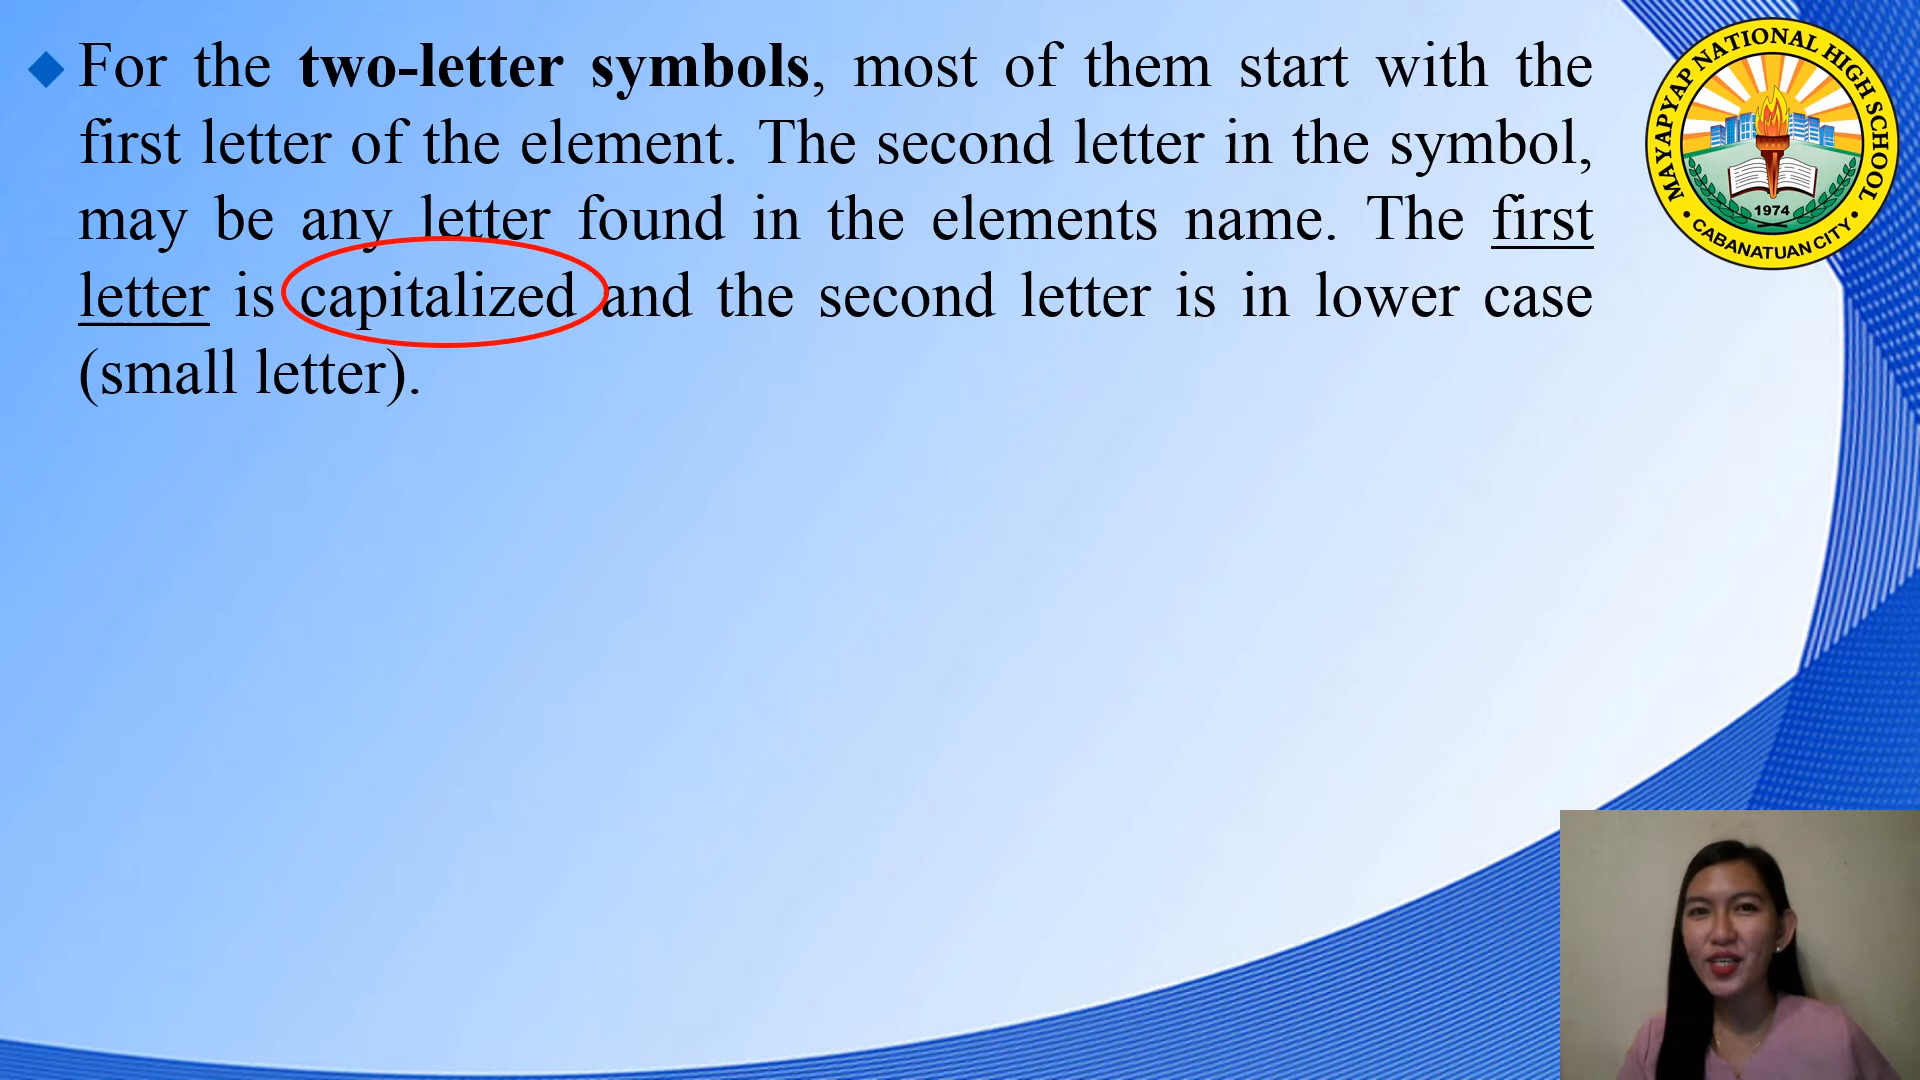 For the two-letter symbols, most of them start with the
first letter of the element. The second letter in the symbol,
may be any letter found in the elements name. The first
letter is capitalized and the second letter is in lower case
(small letter).
MAYAPYAP NATIONAL HIGH SCHOOL
1974
• CABANATUAN CITY •